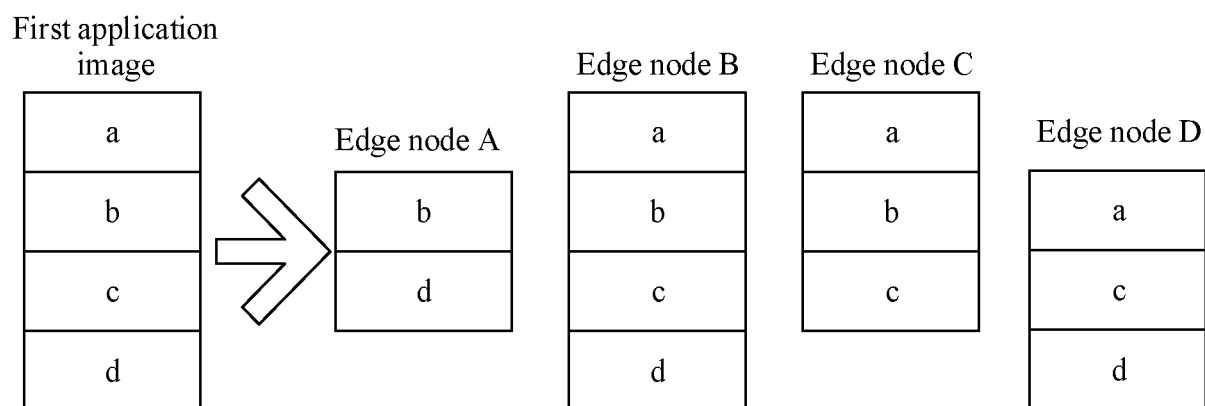 First application
image
a
b
c
d
Edge node A
b
d
Edge node B
a
b
c
d
Edge node C
a
b
c
Edge node D
a
c
d